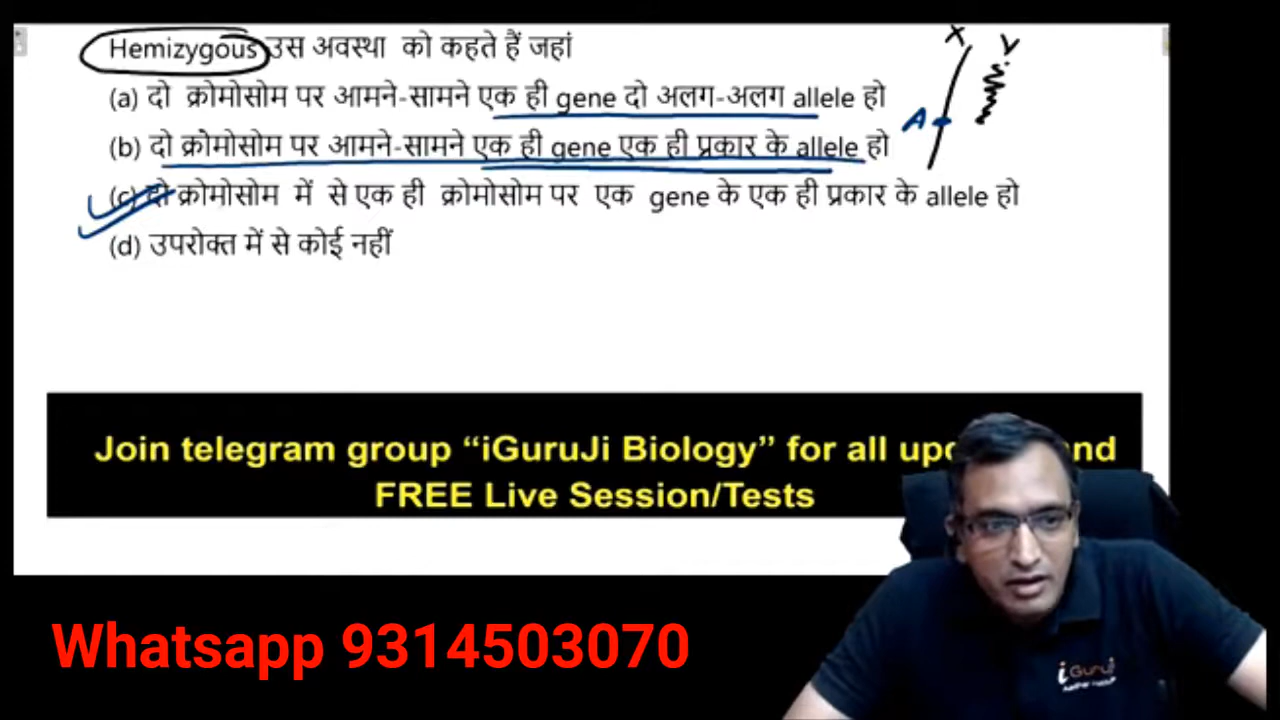 Hemizygous उस अवस्था को कहते हैं जहां
(a) दो क्रोमोसोम पर आमने-सामने एक ही gene दो अलग-अलग allele हो
(b) दो क्रोमोसोम पर आमने-सामने एक ही gene एक ही प्रकार के allele हो
(c) दो क्रोमोसोम में से एक ही क्रोमोसोम पर एक gene के एक ही प्रकार के allele हो
(d) उपरोक्त में से कोई नहीं
X Y
A
Join telegram group “iGuruJi Biology” for all and
FREE Live Session/Tests
iGuruJi
Whatsapp 9314503070